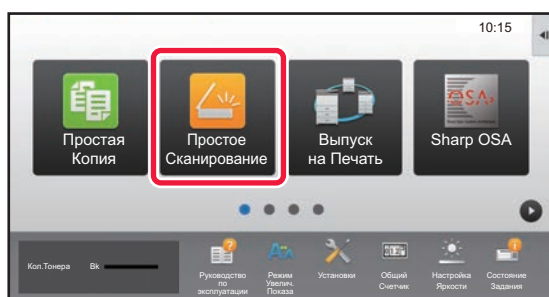 10:15
Простая
Копия
Простое
Сканирование
Выпуск
на Печать
Sharp OSA
Кол.Тонера Bk
Руководство
по
эксплуатации
Режим
Увелич.
Показа
Установки
Общий
Счетчик
Настройка
Яркости
Состояние
Задания